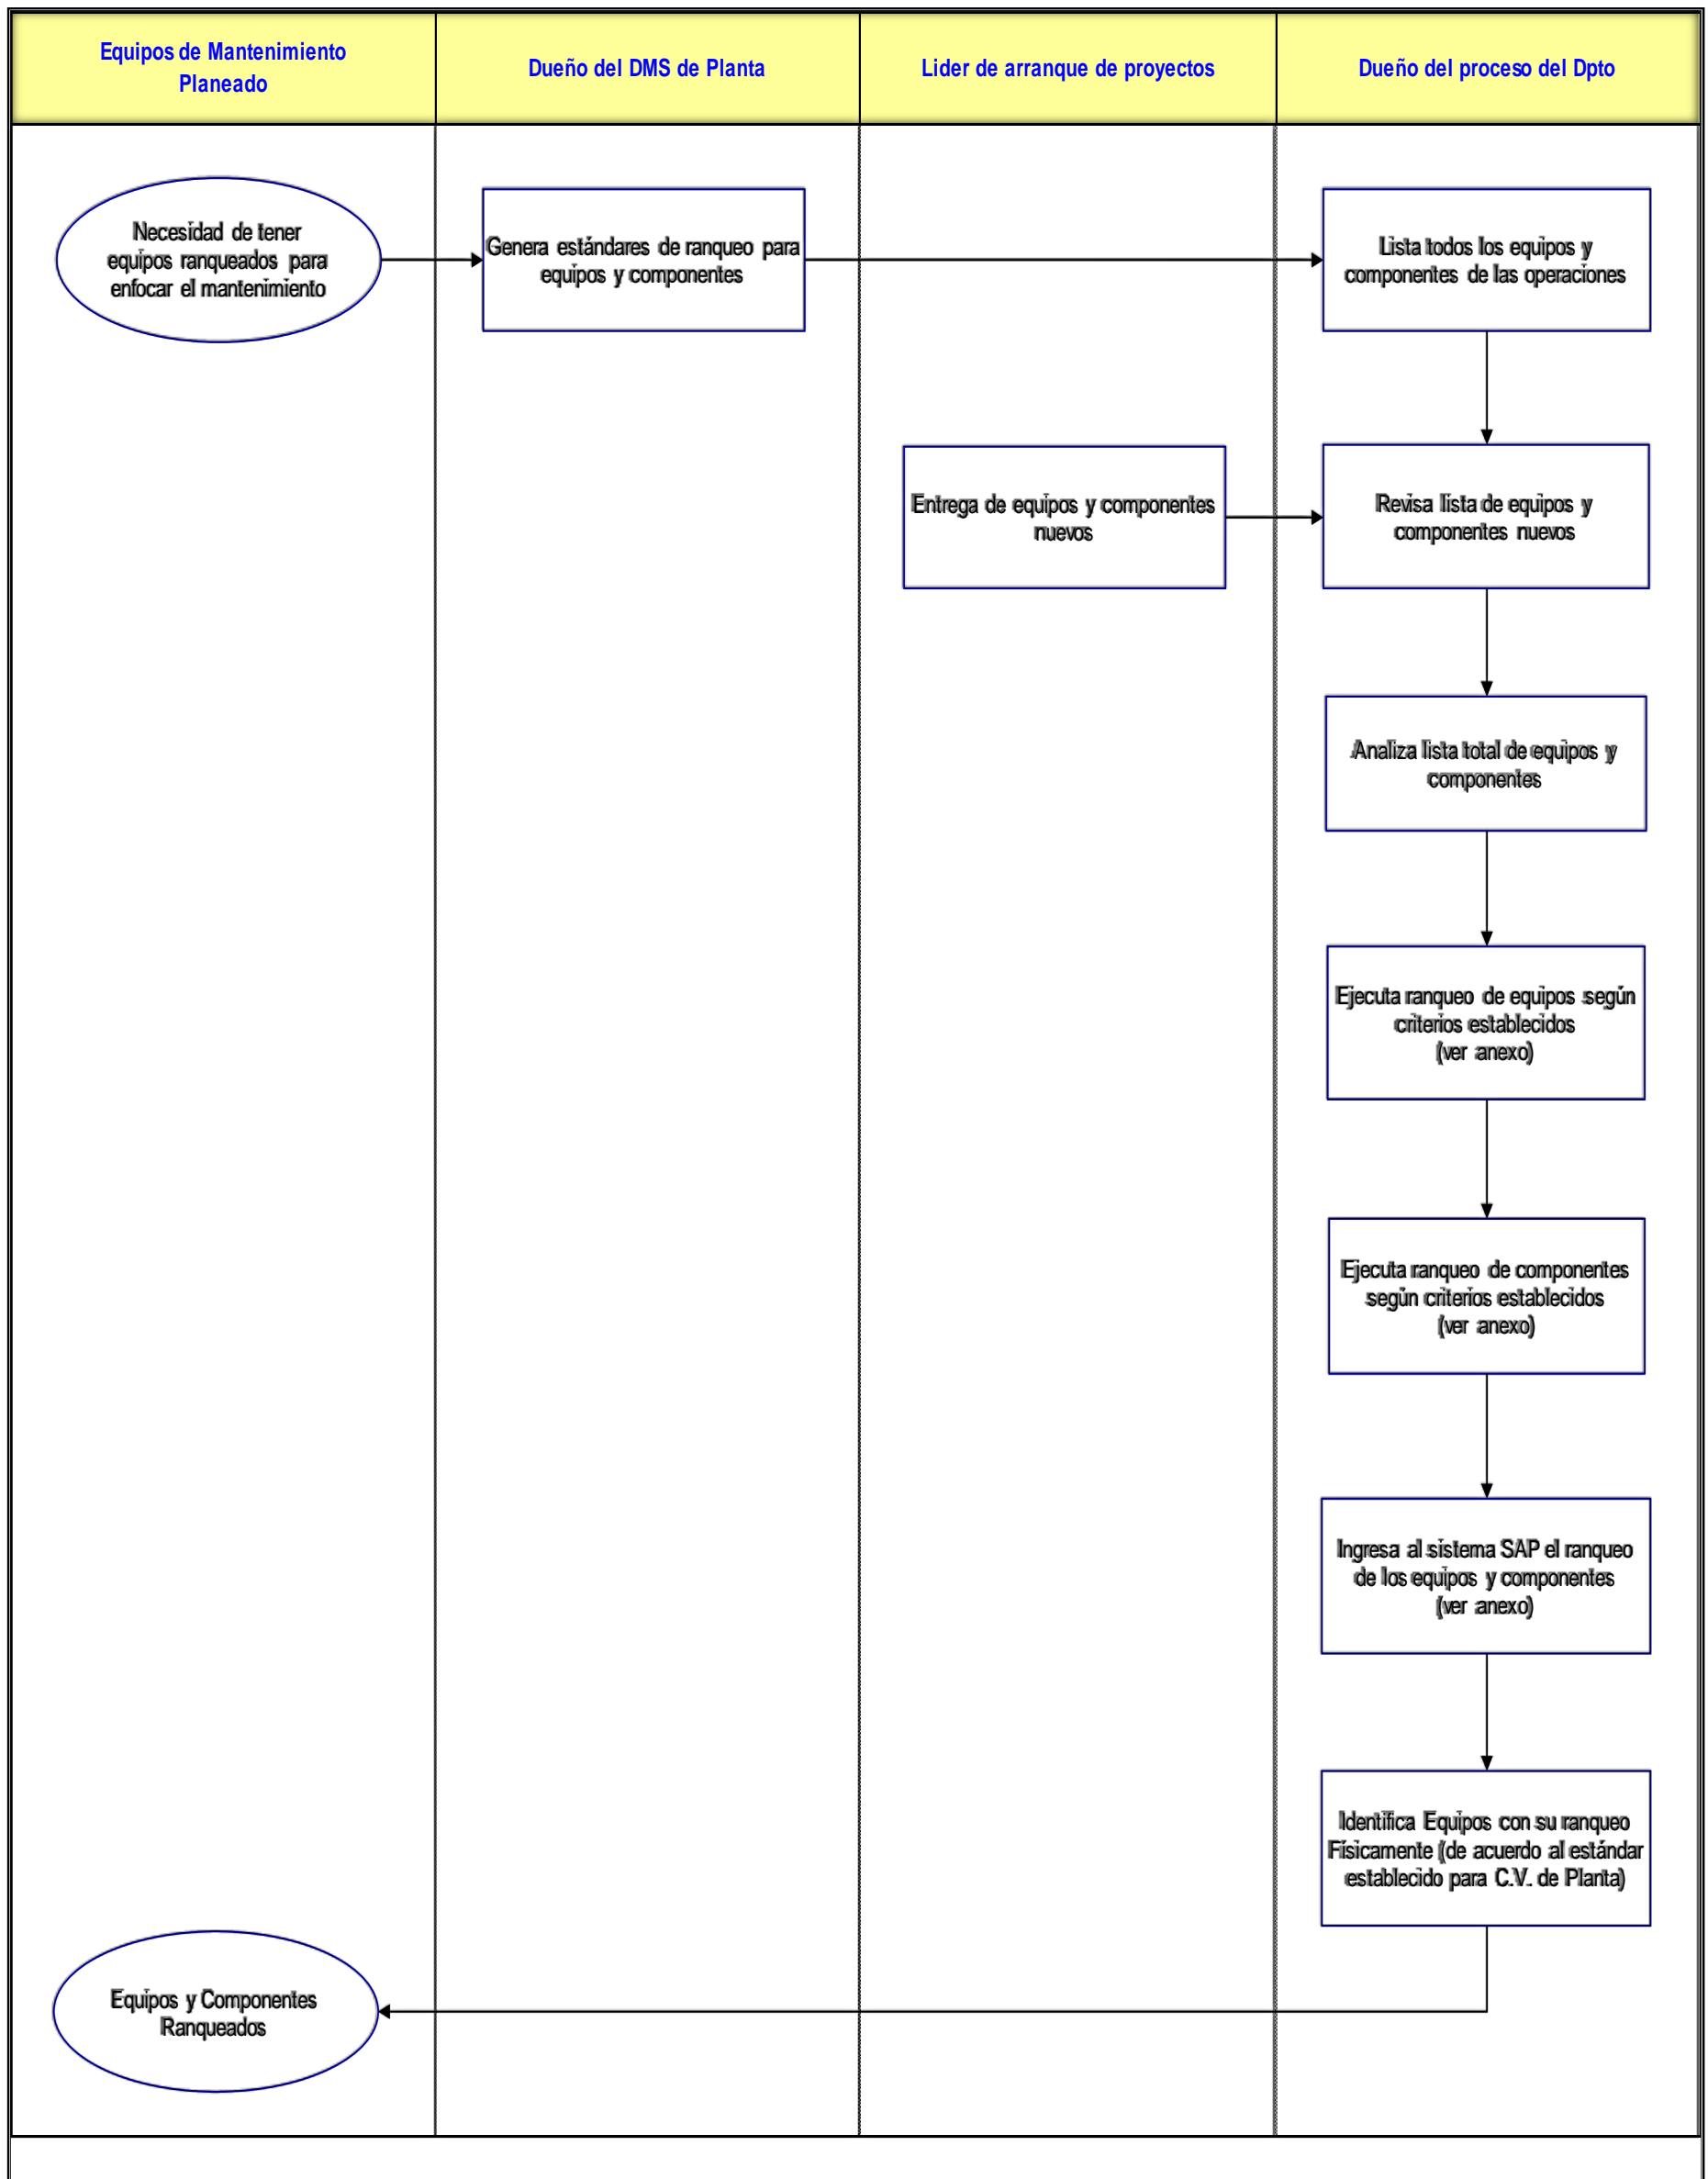 Equipos de Mantenimiento
Planeado
Dueño del DMS de Planta
Lider de arranque de proyectos
Dueño del proceso del Dpto
Necesidad de tener
equipos ranqueados para
enfocar el mantenimiento
Genera estándares de ranqueo para
equipos y componentes
Lista todos los equipos y
componentes de las operaciones
Entrega de equipos y componentes
nuevos
Revisa lista de equipos y
componentes nuevos
Analiza lista total de equipos y
componentes
Ejecuta ranqueo de equipos según
criterios establecidos
(ver anexo)
Ejecuta ranqueo de componentes
según criterios establecidos
(ver anexo)
Ingresa al sistema SAP el ranqueo
de los equipos y componentes
(ver anexo)
Identifica Equipos con su ranqueo
Físicamente (de acuerdo al estándar
establecido para C.V. de Planta)
Equipos y Componentes
Ranqueados